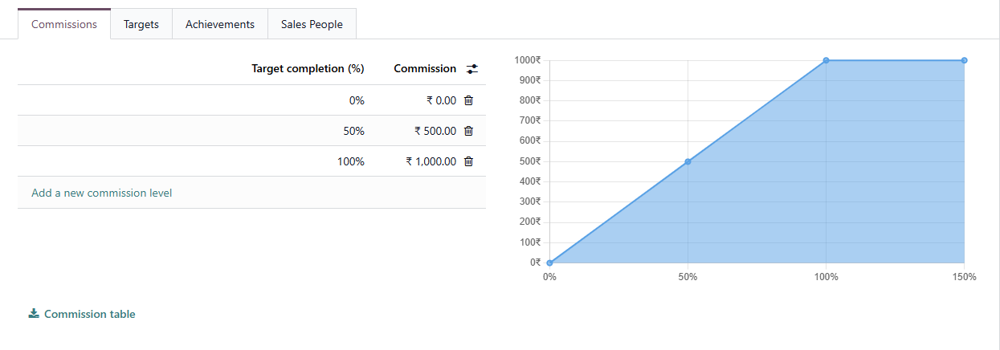 Commissions Targets Achievements Sales People
Target completion (%) Commission
0% ₹ 0.00
50% ₹ 500.00
100% ₹ 1,000.00
Add a new commission level
1000₹
900₹
800₹
700₹
600₹
500₹
400₹
300₹
200₹
100₹
0₹
0% 50% 100% 150%
Commission table